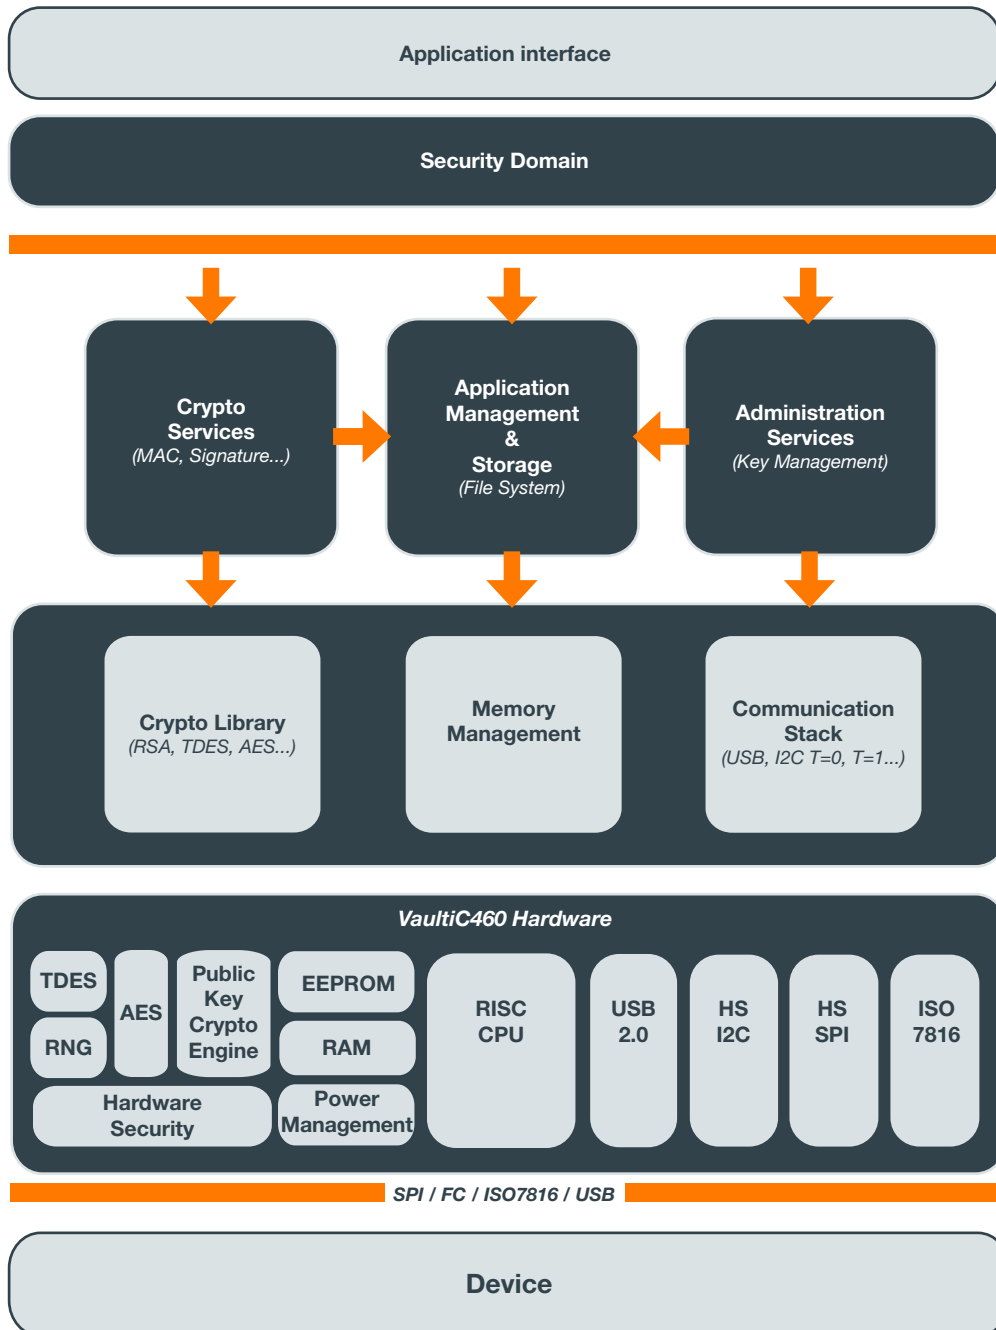 Application interface
Security Domain
Crypto
Services
(MAC, Signature...)
Application
Management
&
Storage
(File System)
Administration
Services
(Key Management)
Crypto Library
(RSA, TDES, AES...)
Memory
Management
Communication
Stack
(USB, I2C T=0, T=1...)
VaultiC460 Hardware
TDES
RNG
AES
Public
Key
Crypto
Engine
Hardware
Security
EEPROM
RAM
Power
Management
RISC
CPU
USB
2.0
HS
I2C
HS
SPI
ISO
7816
SPI / FC / ISO7816 / USB
Device